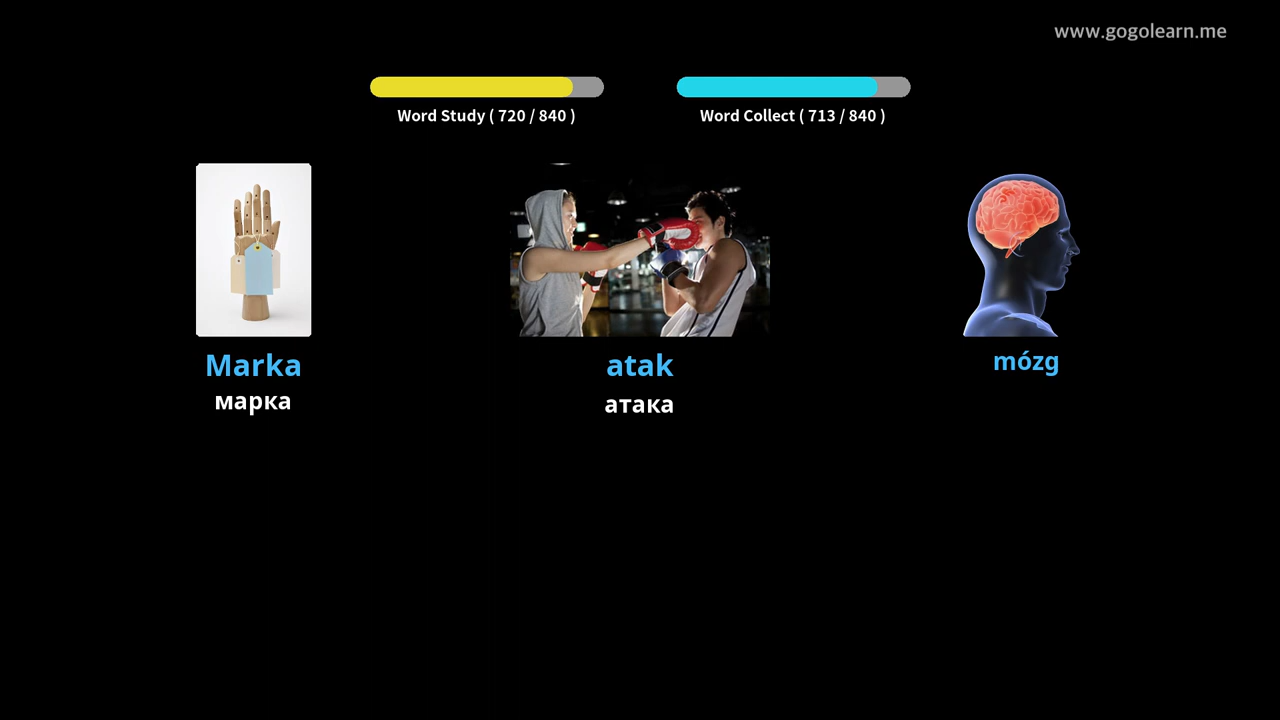 www.gogolearn.me
Word Study ( 720 / 840 )
Word Collect ( 713 / 840 )
Marka
марка
atak
атака
mózg